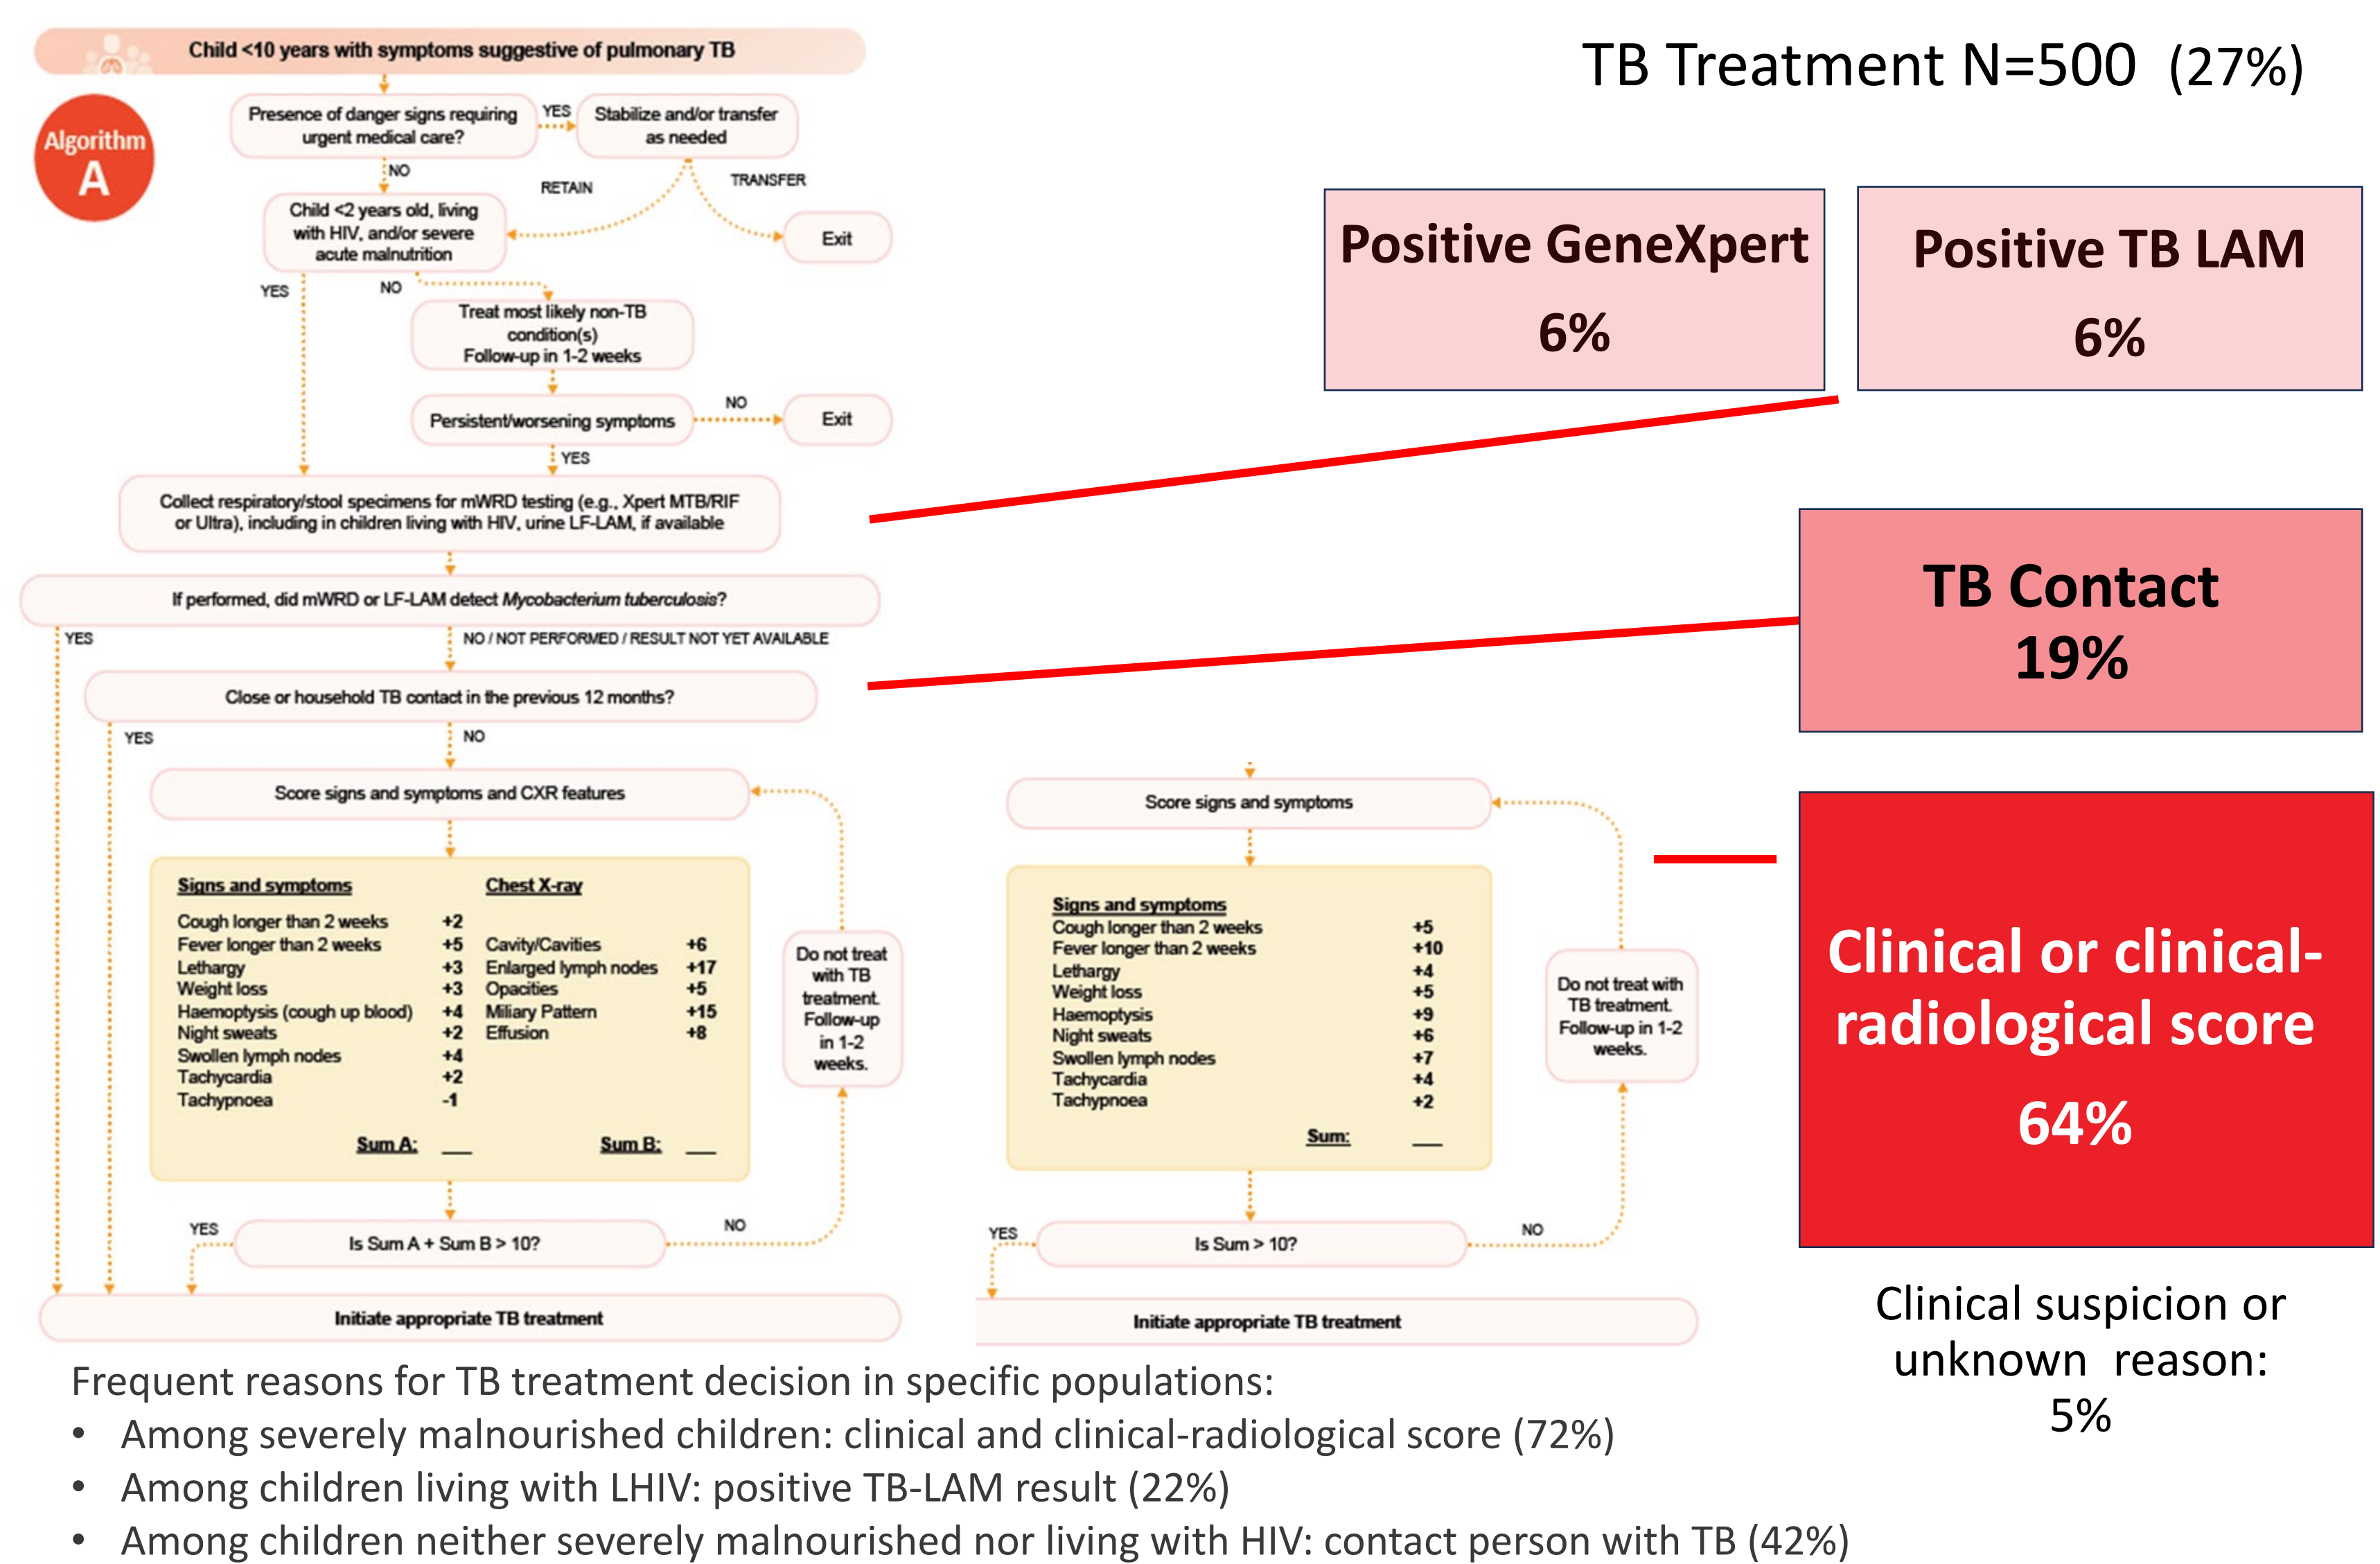 Child <10 years with symptoms suggestive of pulmonary TB
TB Treatment N=500 (27%)
Algorithm
A
Presence of danger signs requiring
urgent medical care?
YES
Stabilize and/or transfer
as needed
NO
RETAIN
TRANSFER
Child <2 years old, living
with HIV, and/or severe
acute malnutrition
Exit
YES
NO
Treat most likely non-TB
condition(s)
Follow-up in 1-2 weeks
Persistent/worsening symptoms
NO
Exit
YES
Collect respiratory/stool specimens for mWRD testing (e.g., Xpert MTB/RIF
or Ultra), including in children living with HIV, urine LF-LAM, if available
If performed, did mWRD or LF-LAM detect Mycobacterium tuberculosis?
YES
NO / NOT PERFORMED / RESULT NOT YET AVAILABLE
Close or household TB contact in the previous 12 months?
YES
NO
Score signs and symptoms and CXR features
Signs and symptoms
Cough longer than 2 weeks +2
Fever longer than 2 weeks +5
Lethargy +3
Weight loss +3
Haemoptysis (cough up blood) +4
Night sweats +2
Swollen lymph nodes +4
Tachycardia +2
Tachypnoea -1
Sum A: ___
Chest X-ray
Cavity/Cavities +6
Enlarged lymph nodes +17
Opacities +5
Miliary Pattern +15
Effusion +8
Sum B: ___
Do not treat
with TB
treatment.
Follow-up
in 1-2
weeks.
YES
Is Sum A + Sum B > 10?
NO
Initiate appropriate TB treatment
Score signs and symptoms
Signs and symptoms
Cough longer than 2 weeks +5
Fever longer than 2 weeks +10
Lethargy +4
Weight loss +5
Haemoptysis +9
Night sweats +6
Swollen lymph nodes +7
Tachycardia +4
Tachypnoea +2
Sum: ___
Do not treat with
TB treatment.
Follow-up in 1-2
weeks.
YES
Is Sum > 10?
NO
Initiate appropriate TB treatment
Positive GeneXpert
6%
Positive TB LAM
6%
TB Contact
19%
Clinical or clinical-
radiological score
64%
Clinical suspicion or
unknown reason:
5%
Frequent reasons for TB treatment decision in specific populations:
• Among severely malnourished children: clinical and clinical-radiological score (72%)
• Among children living with LHIV: positive TB-LAM result (22%)
• Among children neither severely malnourished nor living with HIV: contact person with TB (42%)